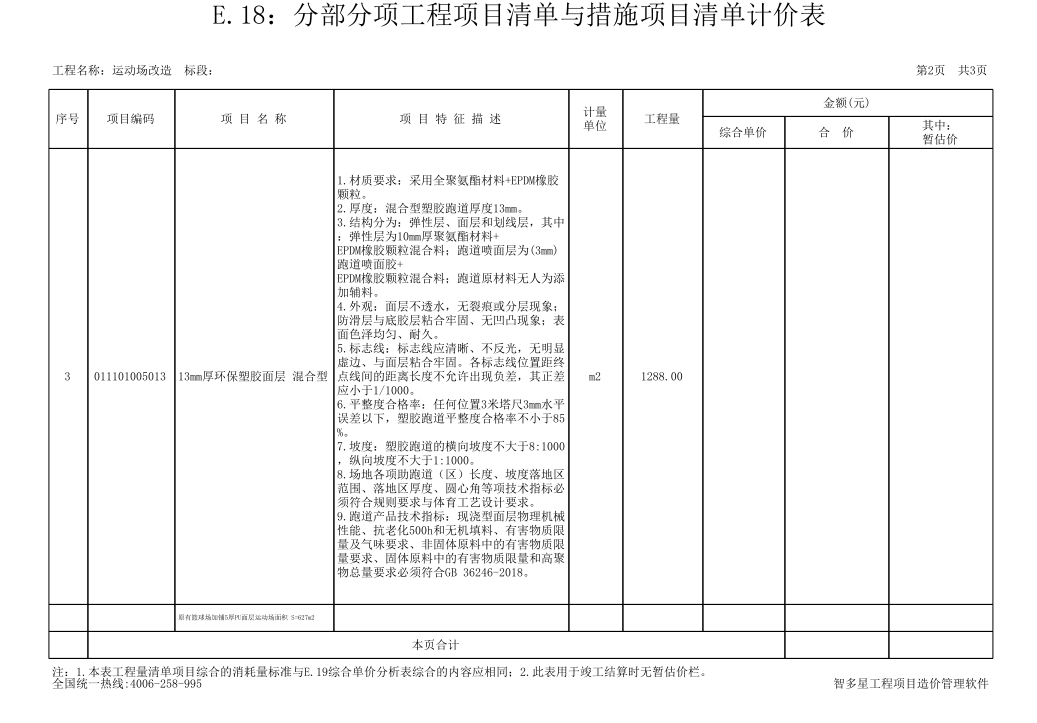 E.18：分部分项工程项目清单与措施项目清单计价表
工程名称：运动场改造　标段：
第2页　共3页
序号
项目编码
项 目 名 称
项 目 特 征 描 述
计量
单位
工程量
金额(元)
综合单价
合　价
其中：
暂估价
3
011101005013
13mm厚环保塑胶面层 混合型
1.材质要求：采用全聚氨酯材料+EPDM橡胶
颗粒。
2.厚度：混合型塑胶跑道厚度13mm。
3.结构分为：弹性层、面层和划线层，其中
：弹性层为10mm厚聚氨酯材料+
EPDM橡胶颗粒混合料；跑道喷面层为(3mm)
跑道喷面胶+
EPDM橡胶颗粒混合料；跑道原材料无人为添
加辅料。
4.外观：面层不透水，无裂痕或分层现象；
防滑层与底胶层粘合牢固、无凹凸现象；表
面色泽均匀、耐久。
5.标志线：标志线应清晰、不反光，无明显
虚边、与面层粘合牢固。各标志线位置距终
点线间的距离长度不允许出现负差，其正差
应小于1/1000。
6.平整度合格率：任何位置3米塔尺3mm水平
误差以下，塑胶跑道平整度合格率不小于85
%。
7.坡度：塑胶跑道的横向坡度不大于8:1000
，纵向坡度不大于1:1000。
8.场地各项助跑道（区）长度、坡度落地区
范围、落地区厚度、圆心角等项技术指标必
须符合规则要求与体育工艺设计要求。
9.跑道产品技术指标：现浇型面层物理机械
性能、抗老化500h和无机填料、有害物质限
量及气味要求、非固体原料中的有害物质限
量要求、固体原料中的有害物质限量和高聚
物总量要求必须符合GB 36246-2018。
m2
1288.00
原有篮球场加铺5厚PU面层运动场面积 S=627m2
本页合计
注：1.本表工程量清单项目综合的消耗量标准与E.19综合单价分析表综合的内容应相同；2.此表用于竣工结算时无暂估价栏。
全国统一热线:4006-258-995
智多星工程项目造价管理软件